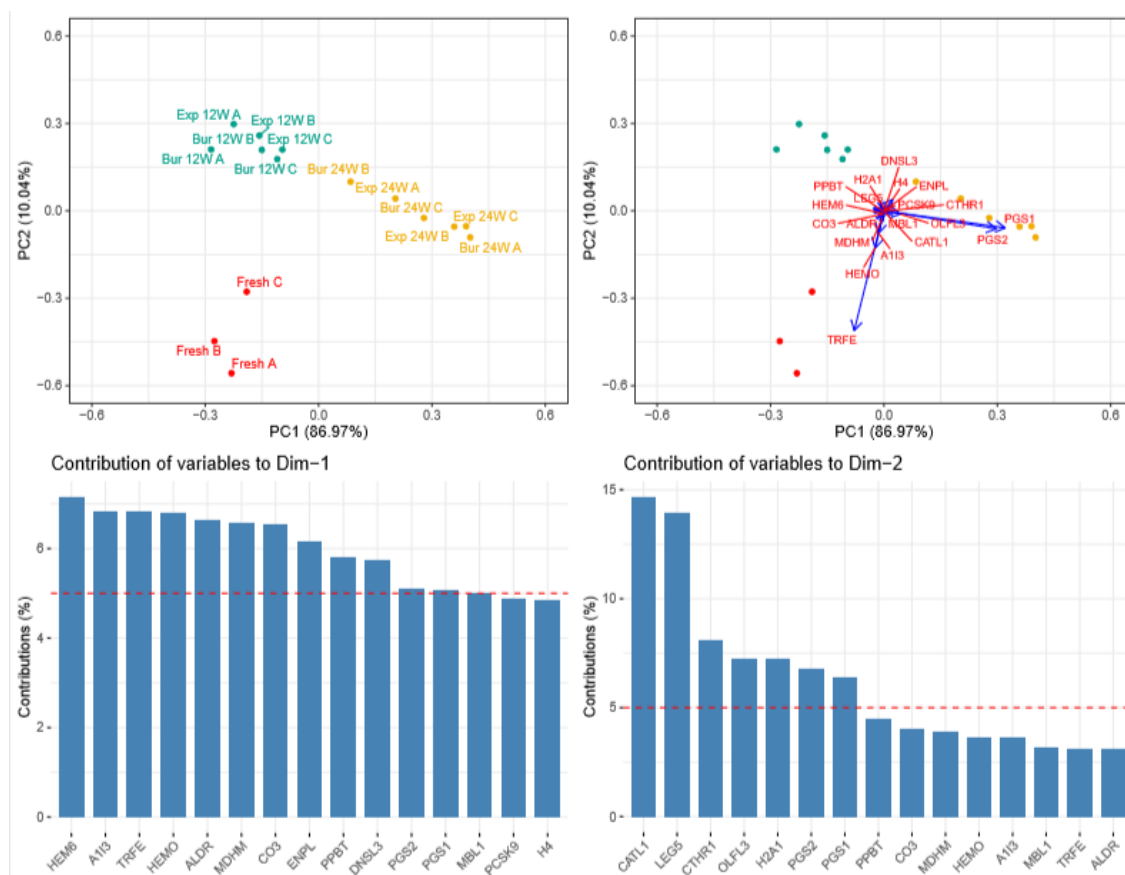 0.6
0.3
0.0
−0.3
−0.6
PC2 (10.04%)
Exp 12W A
Exp 12W B
Bur 12W B
Exp 12W C
Bur 12W A
Bur 12W C
Bur 24W B
Exp 24W A
Bur 24W C
Exp 24W C
Exp 24W B
Bur 24W A
Fresh C
Fresh B
Fresh A
−0.6
−0.3
0.0
0.3
0.6
PC1 (86.97%)
0.6
0.3
0.0
−0.3
−0.6
PC2 (10.04%)
DNSL3
H2A1
H4
PPBT
ENPL
LEG5
HEM6
PCSK9
CTHR1
CO3
ALDR
MBL1
OLFL3
PGS1
PGS2
MDHM
CATL1
A1I3
HEMO
TRFE
−0.6
−0.3
0.0
0.3
0.6
PC1 (86.97%)
Contribution of variables to Dim−1
Contributions (%)
6
4
2
0
HEM6
A1I3
TRFE
HEMO
ALDR
MDHM
CO3
ENPL
PPBT
DNSL3
PGS2
PGS1
MBL1
PCSK9
H4
Contribution of variables to Dim−2
Contributions (%)
15
10
5
0
CATL1
LEG5
CTHR1
OLFL3
H2A1
PGS2
PGS1
PPBT
CO3
MDHM
HEMO
A1I3
MBL1
TRFE
ALDR